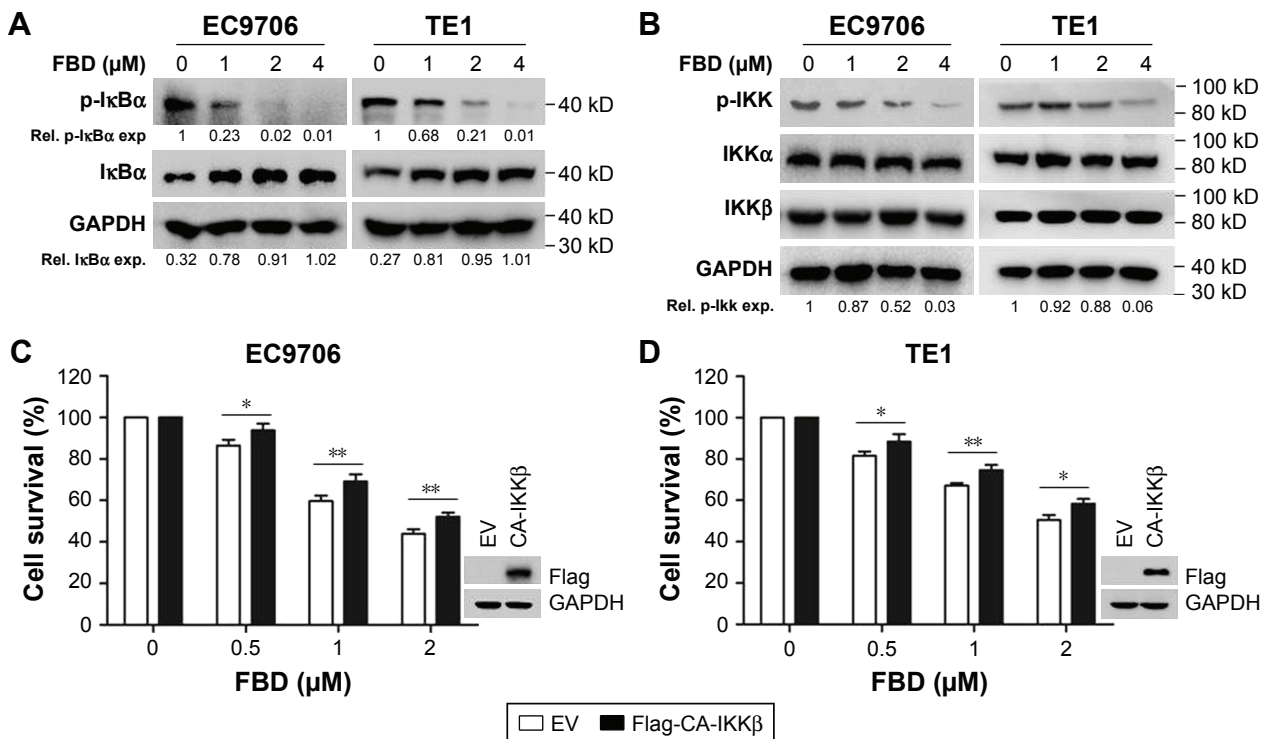 A
EC9706 TE1
FBD (µM) 0 1 2 4 0 1 2 4
p-IκBα 40 kD
Rel. p-IκBα exp 1 0.23 0.02 0.01 1 0.68 0.21 0.01
IκBα 40 kD
GAPDH 40 kD
30 kD
Rel. IκBα exp. 0.32 0.78 0.91 1.02 0.27 0.81 0.95 1.01
B
EC9706 TE1
FBD (µM) 0 1 2 4 0 1 2 4
100 kD
p-IKK 80 kD
100 kD
IKKα 80 kD
100 kD
IKKβ 80 kD
GAPDH 40 kD
30 kD
Rel. p-Ikk exp. 1 0.87 0.52 0.03 1 0.92 0.88 0.06
C
EC9706
Cell survival (%)
120
100
80
60
40
20
0
* ** **
0 0.5 1 2
FBD (µM)
EV CA-IKKβ
Flag
GAPDH
D
TE1
Cell survival (%)
120
100
80
60
40
20
0
* ** *
0 0.5 1 2
FBD (µM)
EV CA-IKKβ
Flag
GAPDH
EV Flag-CA-IKKβ